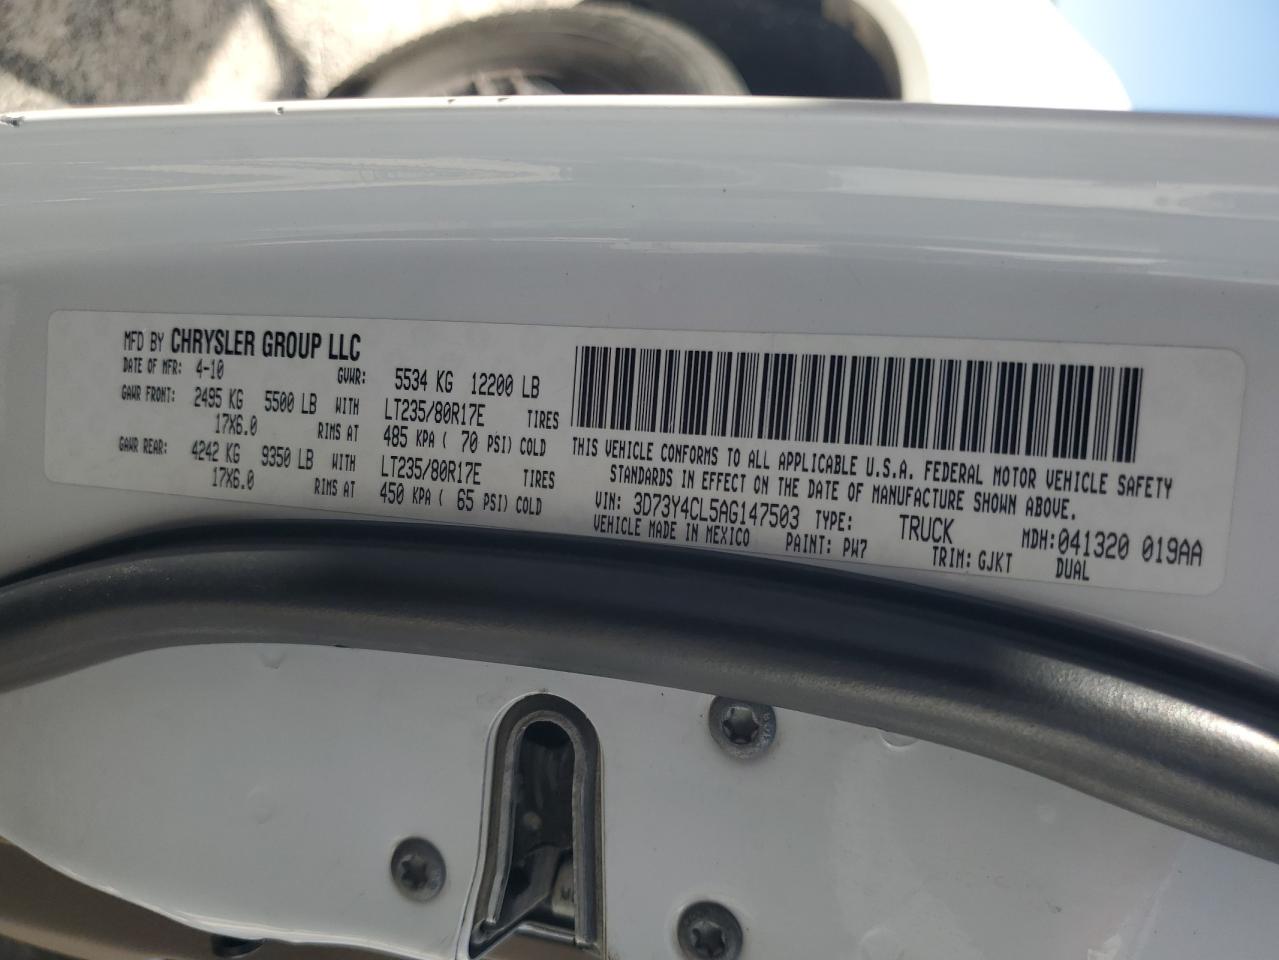 MFD BY CHRYSLER GROUP LLC
DATE OF MFR: 4-10 GVWR: 5534 KG 12200 LB
GAWR FRONT: 2495 KG 5500 LB WITH LT235/80R17E TIRES
17X6.0 RIMS AT 485 KPA ( 70 PSI) COLD
GAWR REAR: 4242 KG 9350 LB WITH LT235/80R17E TIRES
17X6.0 RIMS AT 450 KPA ( 65 PSI) COLD
THIS VEHICLE CONFORMS TO ALL APPLICABLE U.S.A. FEDERAL MOTOR VEHICLE SAFETY
STANDARDS IN EFFECT ON THE DATE OF MANUFACTURE SHOWN ABOVE.
VIN: 3D73Y4CL5AG147503 TYPE: TRUCK MDH: 041320 019AA
VEHICLE MADE IN MEXICO PAINT: PW7 TRIM: GJKT DUAL